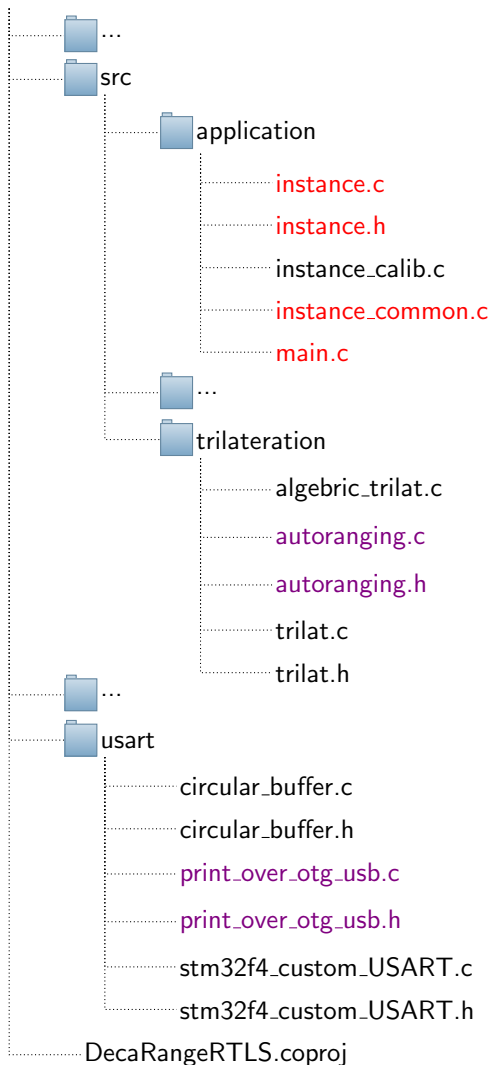 ...
src
application
instance.c
instance.h
instance_calib.c
instance_common.c
main.c
...
trilateration
algebric_trilat.c
autoranging.c
autoranging.h
trilat.c
trilat.h
...
usart
circular_buffer.c
circular_buffer.h
print_over_otg_usb.c
print_over_otg_usb.h
stm32f4_custom_USART.c
stm32f4_custom_USART.h
DecaRangeRTLS.coproj